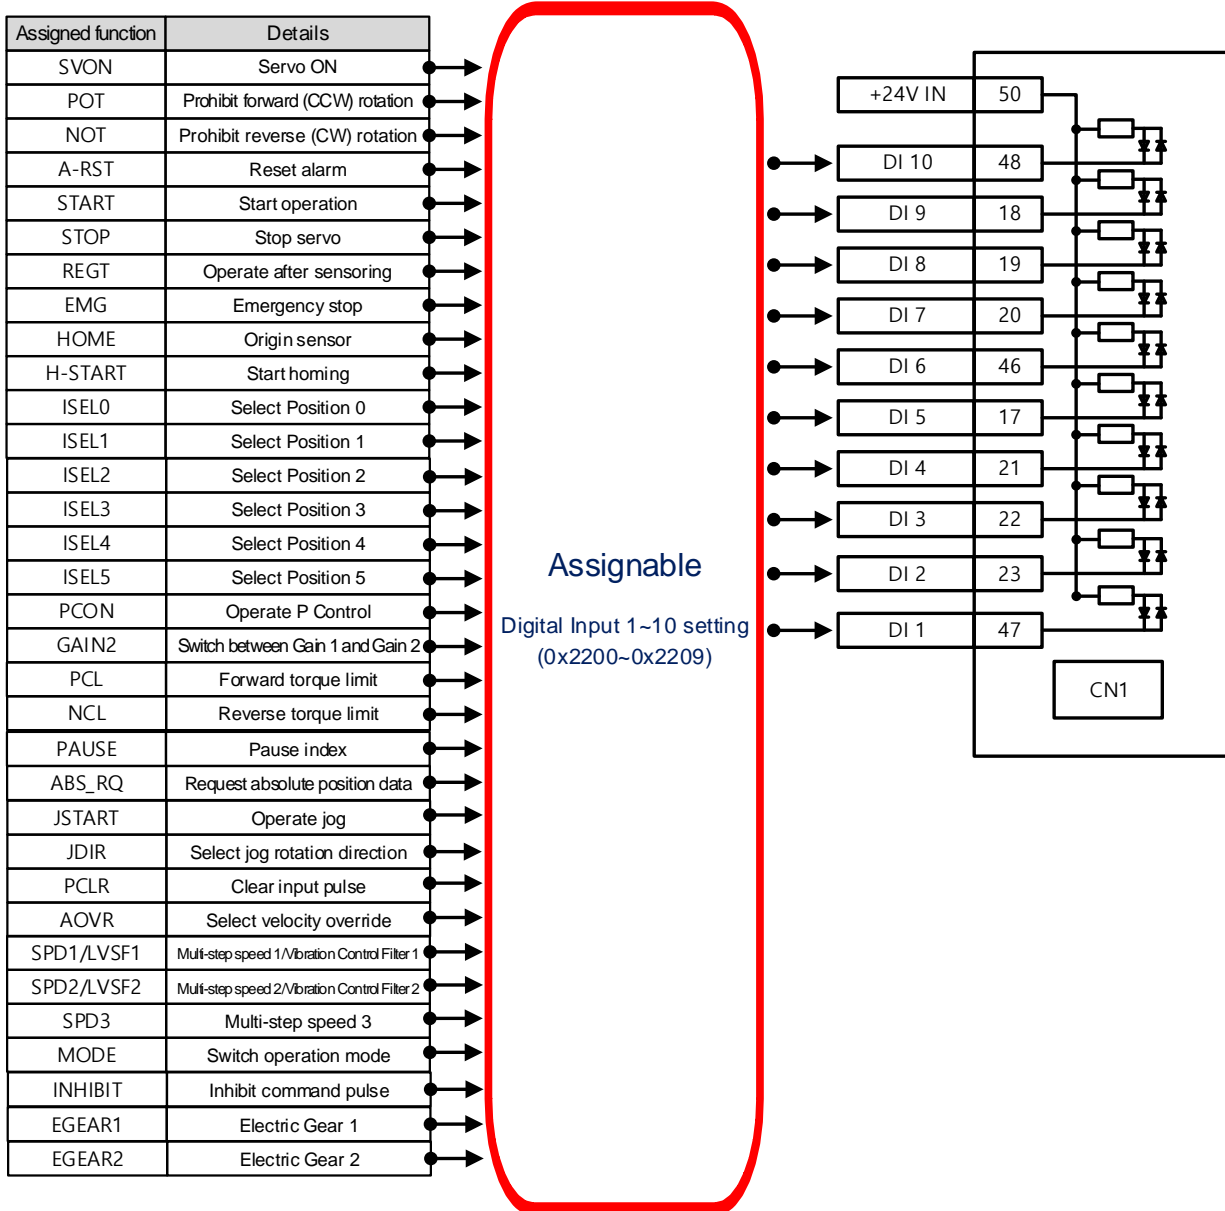 Assigned function Details
SVON Servo ON
POT Prohibit forward (CCW) rotation
NOT Prohibit reverse (CW) rotation
A-RST Reset alarm
START Start operation
STOP Stop servo
REGT Operate after sensoring
EMG Emergency stop
HOME Origin sensor
H-START Start homing
ISEL0 Select Position 0
ISEL1 Select Position 1
ISEL2 Select Position 2
ISEL3 Select Position 3
ISEL4 Select Position 4
ISEL5 Select Position 5
PCON Operate P Control
GAIN2 Switch between Gain 1 and Gain 2
PCL Forward torque limit
NCL Reverse torque limit
PAUSE Pause index
ABS_RQ Request absolute position data
JSTART Operate jog
JDIR Select jog rotation direction
PCLR Clear input pulse
AOVR Select velocity override
SPD1/LVSF1 Multi-step speed 1/Vibration Control Filter 1
SPD2/LVSF2 Multi-step speed 2/Vibration Control Filter 2
SPD3 Multi-step speed 3
MODE Switch operation mode
INHIBIT Inhibit command pulse
EGEAR1 Electric Gear 1
EGEAR2 Electric Gear 2
Assignable
Digital Input 1~10 setting
(0x2200~0x2209)
+24V IN 50
DI 10 48
DI 9 18
DI 8 19
DI 7 20
DI 6 46
DI 5 17
DI 4 21
DI 3 22
DI 2 23
DI 1 47
CN1